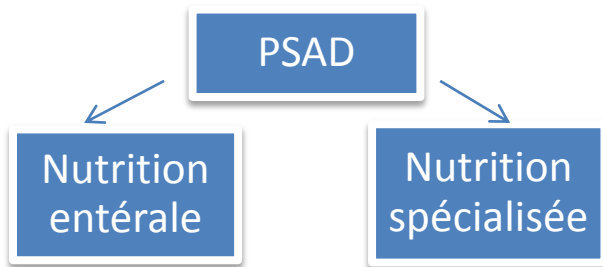 PSAD
Nutrition
entérale
Nutrition
spécialisée